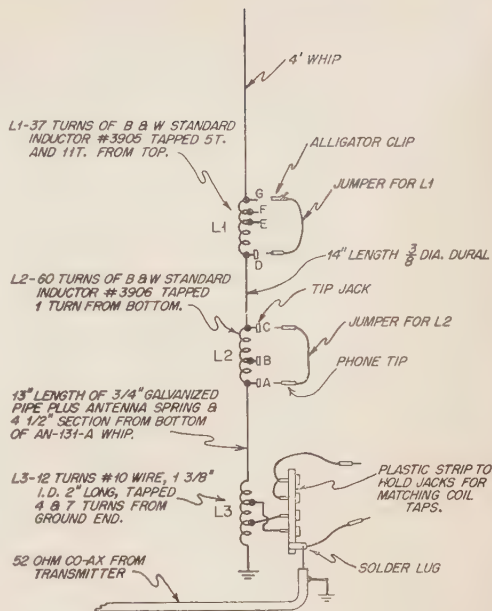 4' WHIP
L1-37 TURNS OF B & W STANDARD
INDUCTOR #3905 TAPPED 5T.
AND 11T. FROM TOP.
ALLIGATOR CLIP
G
F
E
L1
D
JUMPER FOR L1
14" LENGTH 3/8 DIA. DURAL
L2-60 TURNS OF B & W STANDARD
INDUCTOR #3906 TAPPED
1 TURN FROM BOTTOM.
TIP JACK
C
L2
B
A
JUMPER FOR L2
PHONE TIP
13" LENGTH OF 3/4" GALVANIZED
PIPE PLUS ANTENNA SPRING &
4 1/2" SECTION FROM BOTTOM
OF AN-131-A WHIP.
L3-12 TURNS #10 WIRE, 1 3/8"
I.D. 2" LONG, TAPPED
4 & 7 TURNS FROM
GROUND END.
L3
PLASTIC STRIP TO
HOLD JACKS FOR
MATCHING COIL
TAPS.
SOLDER LUG
52 OHM CO-AX FROM
TRANSMITTER